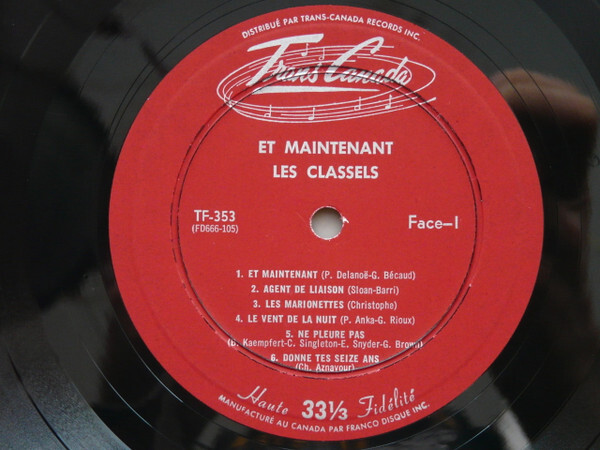 DISTRIBUÉ PAR TRANS-CANADA RECORDS INC.
Trans Canada
ET MAINTENANT
LES CLASSELS
TF-353
(FD666-105)
Face-I
1. ET MAINTENANT (P. Delanoë-G. Bécaud)
2. AGENT DE LIAISON (Sloan-Barri)
3. LES MARIONETTES (Christopho)
4. LE VENT DE LA NUIT (P. Anka-G. Rioux)
5. NE PLEURE PAS
(B. Kaempfert-C. Singleton-E. Snyder-G. Brown)
6. DONNE TES SEIZE ANS
(Ch. Aznavour)
Haute 33⅓ Fidélité
MANUFACTURÉ AU CANADA PAR FRANCO DISQUE INC.